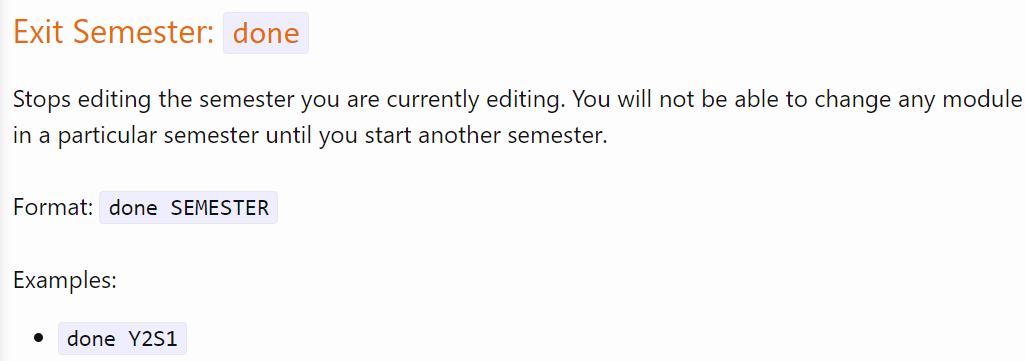 Exit Semester: done
Stops editing the semester you are currently editing. You will not be able to change any module
in a particular semester until you start another semester.
Format: done SEMESTER
Examples:
• done Y2S1